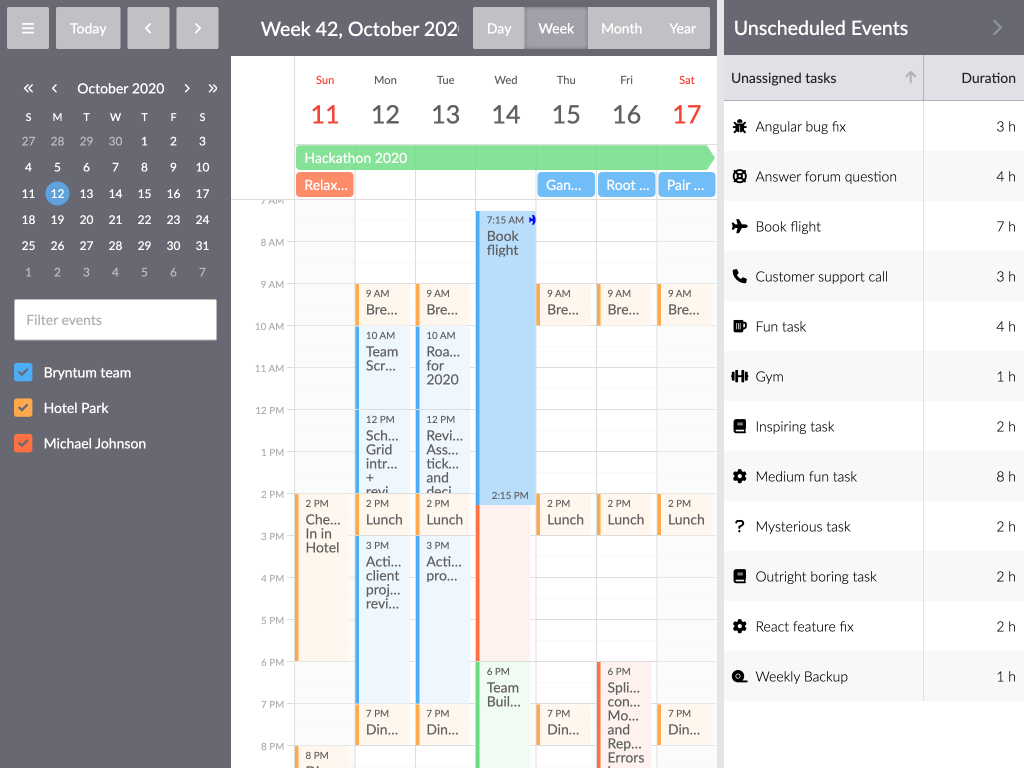 Today
October 2020
S M T W T F S
27 28 29 30 1 2 3
4 5 6 7 8 9 10
11 12 13 14 15 16 17
18 19 20 21 22 23 24
25 26 27 28 29 30 31
1 2 3 4 5 6 7
Filter events
Bryntum team
Hotel Park
Michael Johnson
Week 42, October 202
Day Week Month Year
Sun Mon Tue Wed Thu Fri Sat
11 12 13 14 15 16 17
Hackathon 2020
Relax... Gan... Root ... Pair ...
7 AM
8 AM
9 AM
10 AM
11 AM
12 PM
1 PM
2 PM
3 PM
4 PM
5 PM
6 PM
7 PM
8 PM
2 PM
Che...
In in
Hotel
8 PM
9 AM
Bre...
10 AM
Team
Scr...
12 PM
Sch...
Grid
intr...
+
revi...
2 PM
Lunch
3 PM
Acti...
client
proj...
revi...
7 PM
Din...
9 AM
Bre...
10 AM
Roa...
for
2020
12 PM
Revi...
Ass...
tick...
and
deci...
2 PM
Lunch
3 PM
Acti...
pro...
7 PM
Din...
7:15 AM
Book
flight
2:15 PM
6 PM
Team
Buil...
9 AM
Bre...
2 PM
Lunch
7 PM
Din...
9 AM
Bre...
2 PM
Lunch
6 PM
Spli...
con...
Mo...
and
Rep...
Errors
9 AM
Bre...
2 PM
Lunch
7 PM
Din...
Unscheduled Events
Unassigned tasks Duration
Angular bug fix 3 h
Answer forum question 4 h
Book flight 7 h
Customer support call 3 h
Fun task 4 h
Gym 1 h
Inspiring task 2 h
Medium fun task 8 h
Mysterious task 2 h
Outright boring task 2 h
React feature fix 2 h
Weekly Backup 1 h